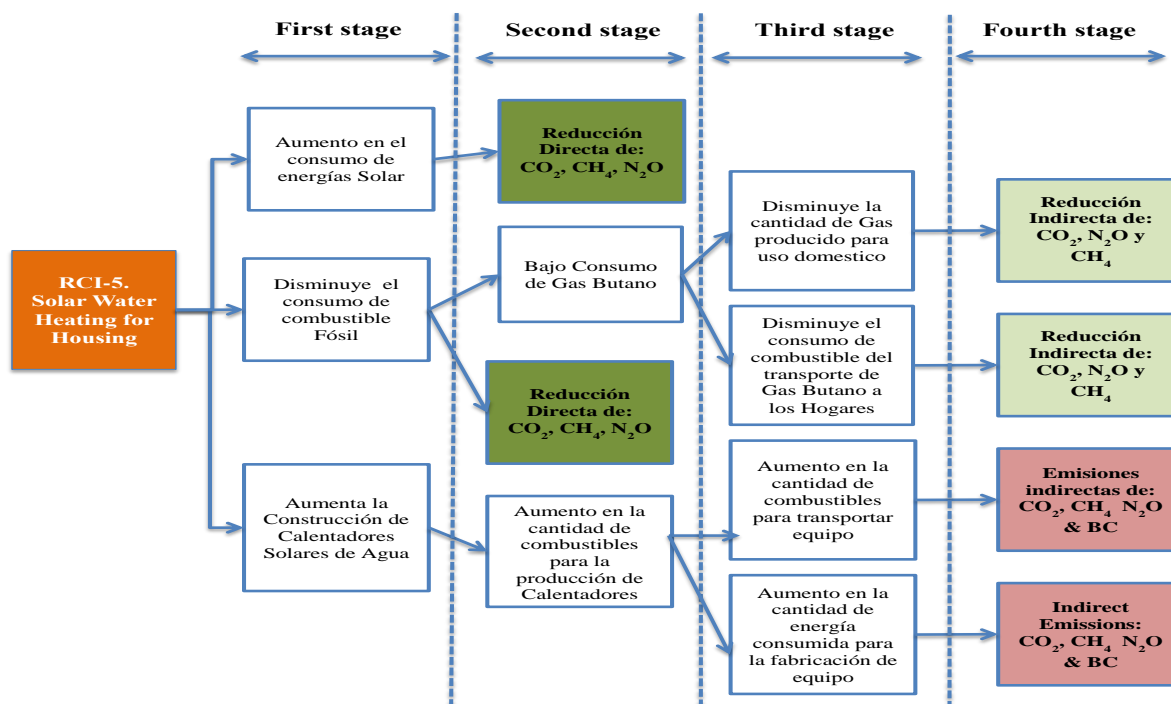 First stage
Second stage
Third stage
Fourth stage
RCI-5.
Solar Water
Heating for
Housing
Aumento en el
consumo de
energías Solar
Disminuye  el
consumo de
combustible
Fósil
Aumenta la
Construcción de
Calentadores
Solares de Agua
Reducción
Directa de:
CO₂, CH₄, N₂O
Bajo Consumo
de Gas Butano
Reducción
Directa de:
CO₂, CH₄, N₂O
Aumento en la
cantidad de
combustibles
para la
producción de
Calentadores
Disminuye la
cantidad de Gas
producido para
uso domestico
Disminuye el
consumo de
combustible del
transporte de
Gas Butano a
los Hogares
Aumento en la
cantidad de
combustibles
para transportar
equipo
Aumento en la
cantidad de
energía
consumida para
la fabricación de
equipo
Reducción
Indirecta de:
CO₂, N₂O y
CH₄
Reducción
Indirecta de:
CO₂, N₂O y
CH₄
Emisiones
indirectas de:
CO₂, CH₄  N₂O
& BC
Indirect
Emissions:
CO₂, CH₄  N₂O
& BC